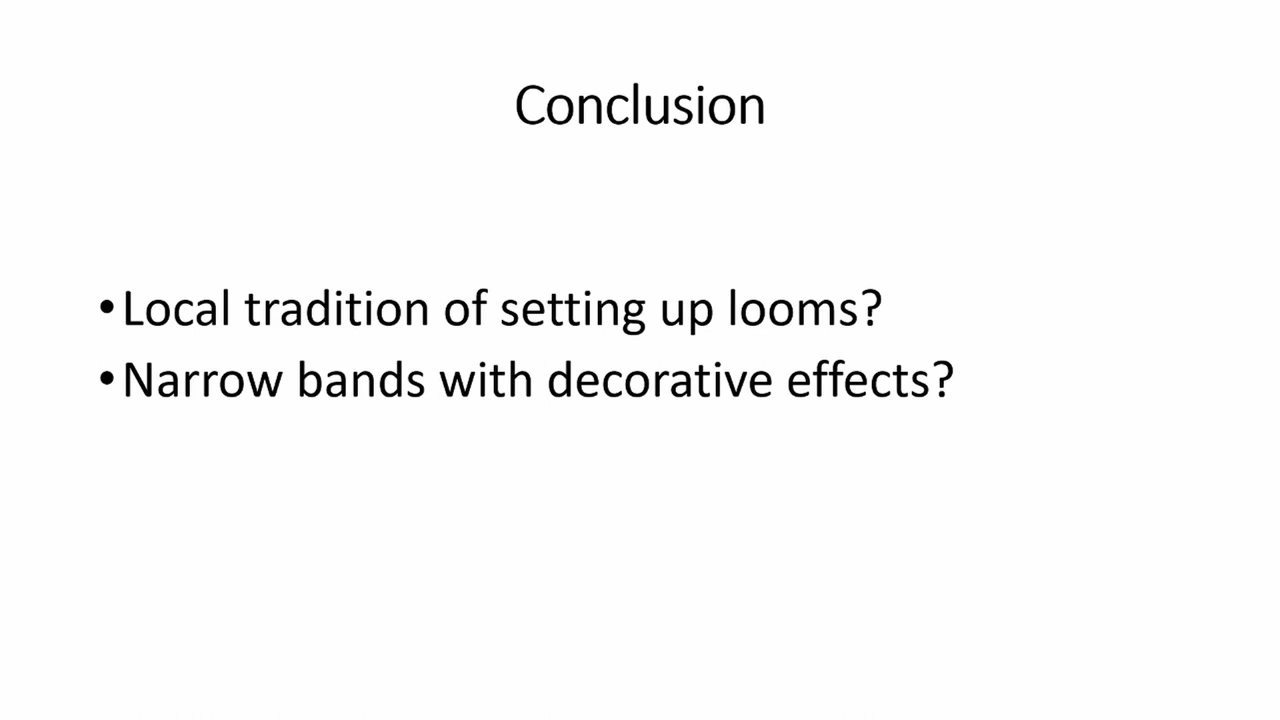 Conclusion
•Local tradition of setting up looms?
•Narrow bands with decorative effects?